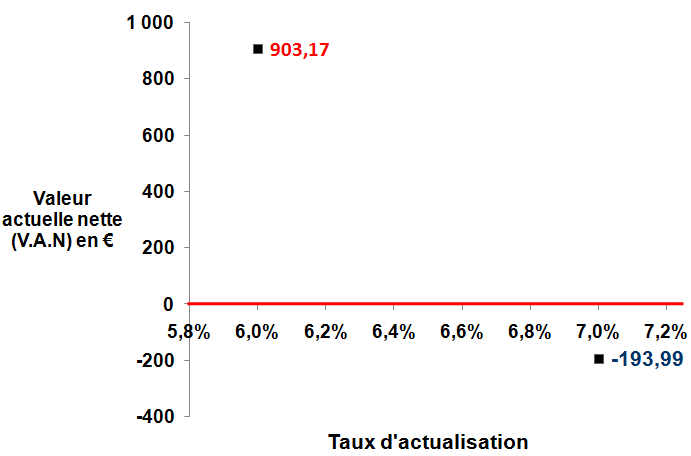 1 000
903,17
800
600
400
Valeur
actuelle nette
(V.A.N) en €
200
0
5,8% 6,0% 6,2% 6,4% 6,6% 6,8% 7,0% 7,2%
-200
-193,99
-400
Taux d'actualisation